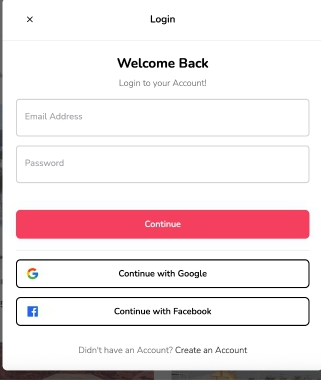 Login
Welcome Back
Login to your Account!
Email Address
Password
Continue
Continue with Google
Continue with Facebook
Didn't have an Account? Create an Account